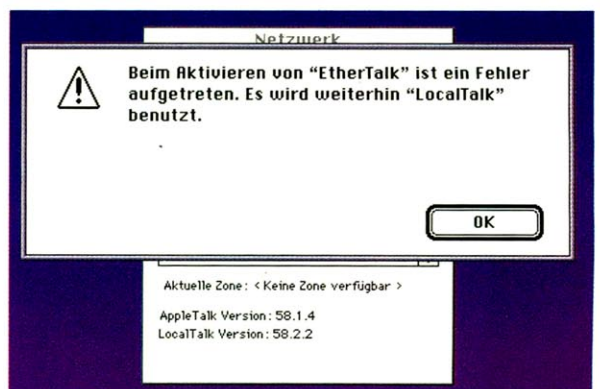 Netzwerk
Beim Aktivieren von “EtherTalk” ist ein Fehler
aufgetreten. Es wird weiterhin “LocalTalk”
benutzt.
OK
Aktuelle Zone: < Keine Zone verfügbar >
AppleTalk Version: 58.1.4
LocalTalk Version: 58.2.2